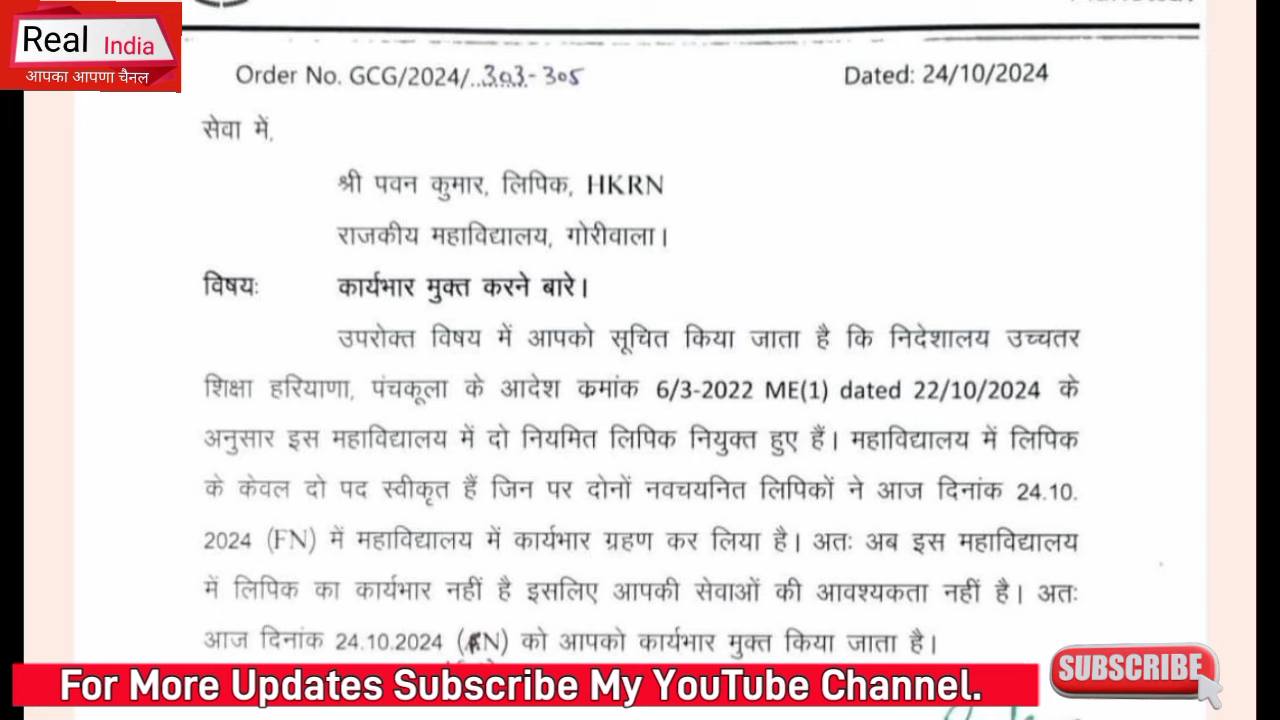 Real India
आपका आपणा चैनल
Order No. GCG/2024/..303-305
Dated: 24/10/2024
सेवा में,
श्री पवन कुमार, लिपिक, HKRN
राजकीय महाविद्यालय, गोरीवाला।
विषयः कार्यभार मुक्त करने बारे।
उपरोक्त विषय में आपको सूचित किया जाता है कि निदेशालय उच्चतर
शिक्षा हरियाणा, पंचकूला के आदेश कमांक 6/3-2022 ME(1) dated 22/10/2024 के
अनुसार इस महाविद्यालय में दो नियमित लिपिक नियुक्त हुए हैं। महाविद्यालय में लिपिक
के केवल दो पद स्वीकृत हैं जिन पर दोनों नवचयनित लिपिकों ने आज दिनांक 24.10.
2024 (FN) में महाविद्यालय में कार्यभार ग्रहण कर लिया है। अतः अब इस महाविद्यालय
में लिपिक का कार्यभार नहीं है इसलिए आपकी सेवाओं की आवश्यकता नहीं है। अतः
आज दिनांक 24.10.2024 (AN) को आपको कार्यभार मुक्त किया जाता है।
For More Updates Subscribe My YouTube Channel.
SUBSCRIBE